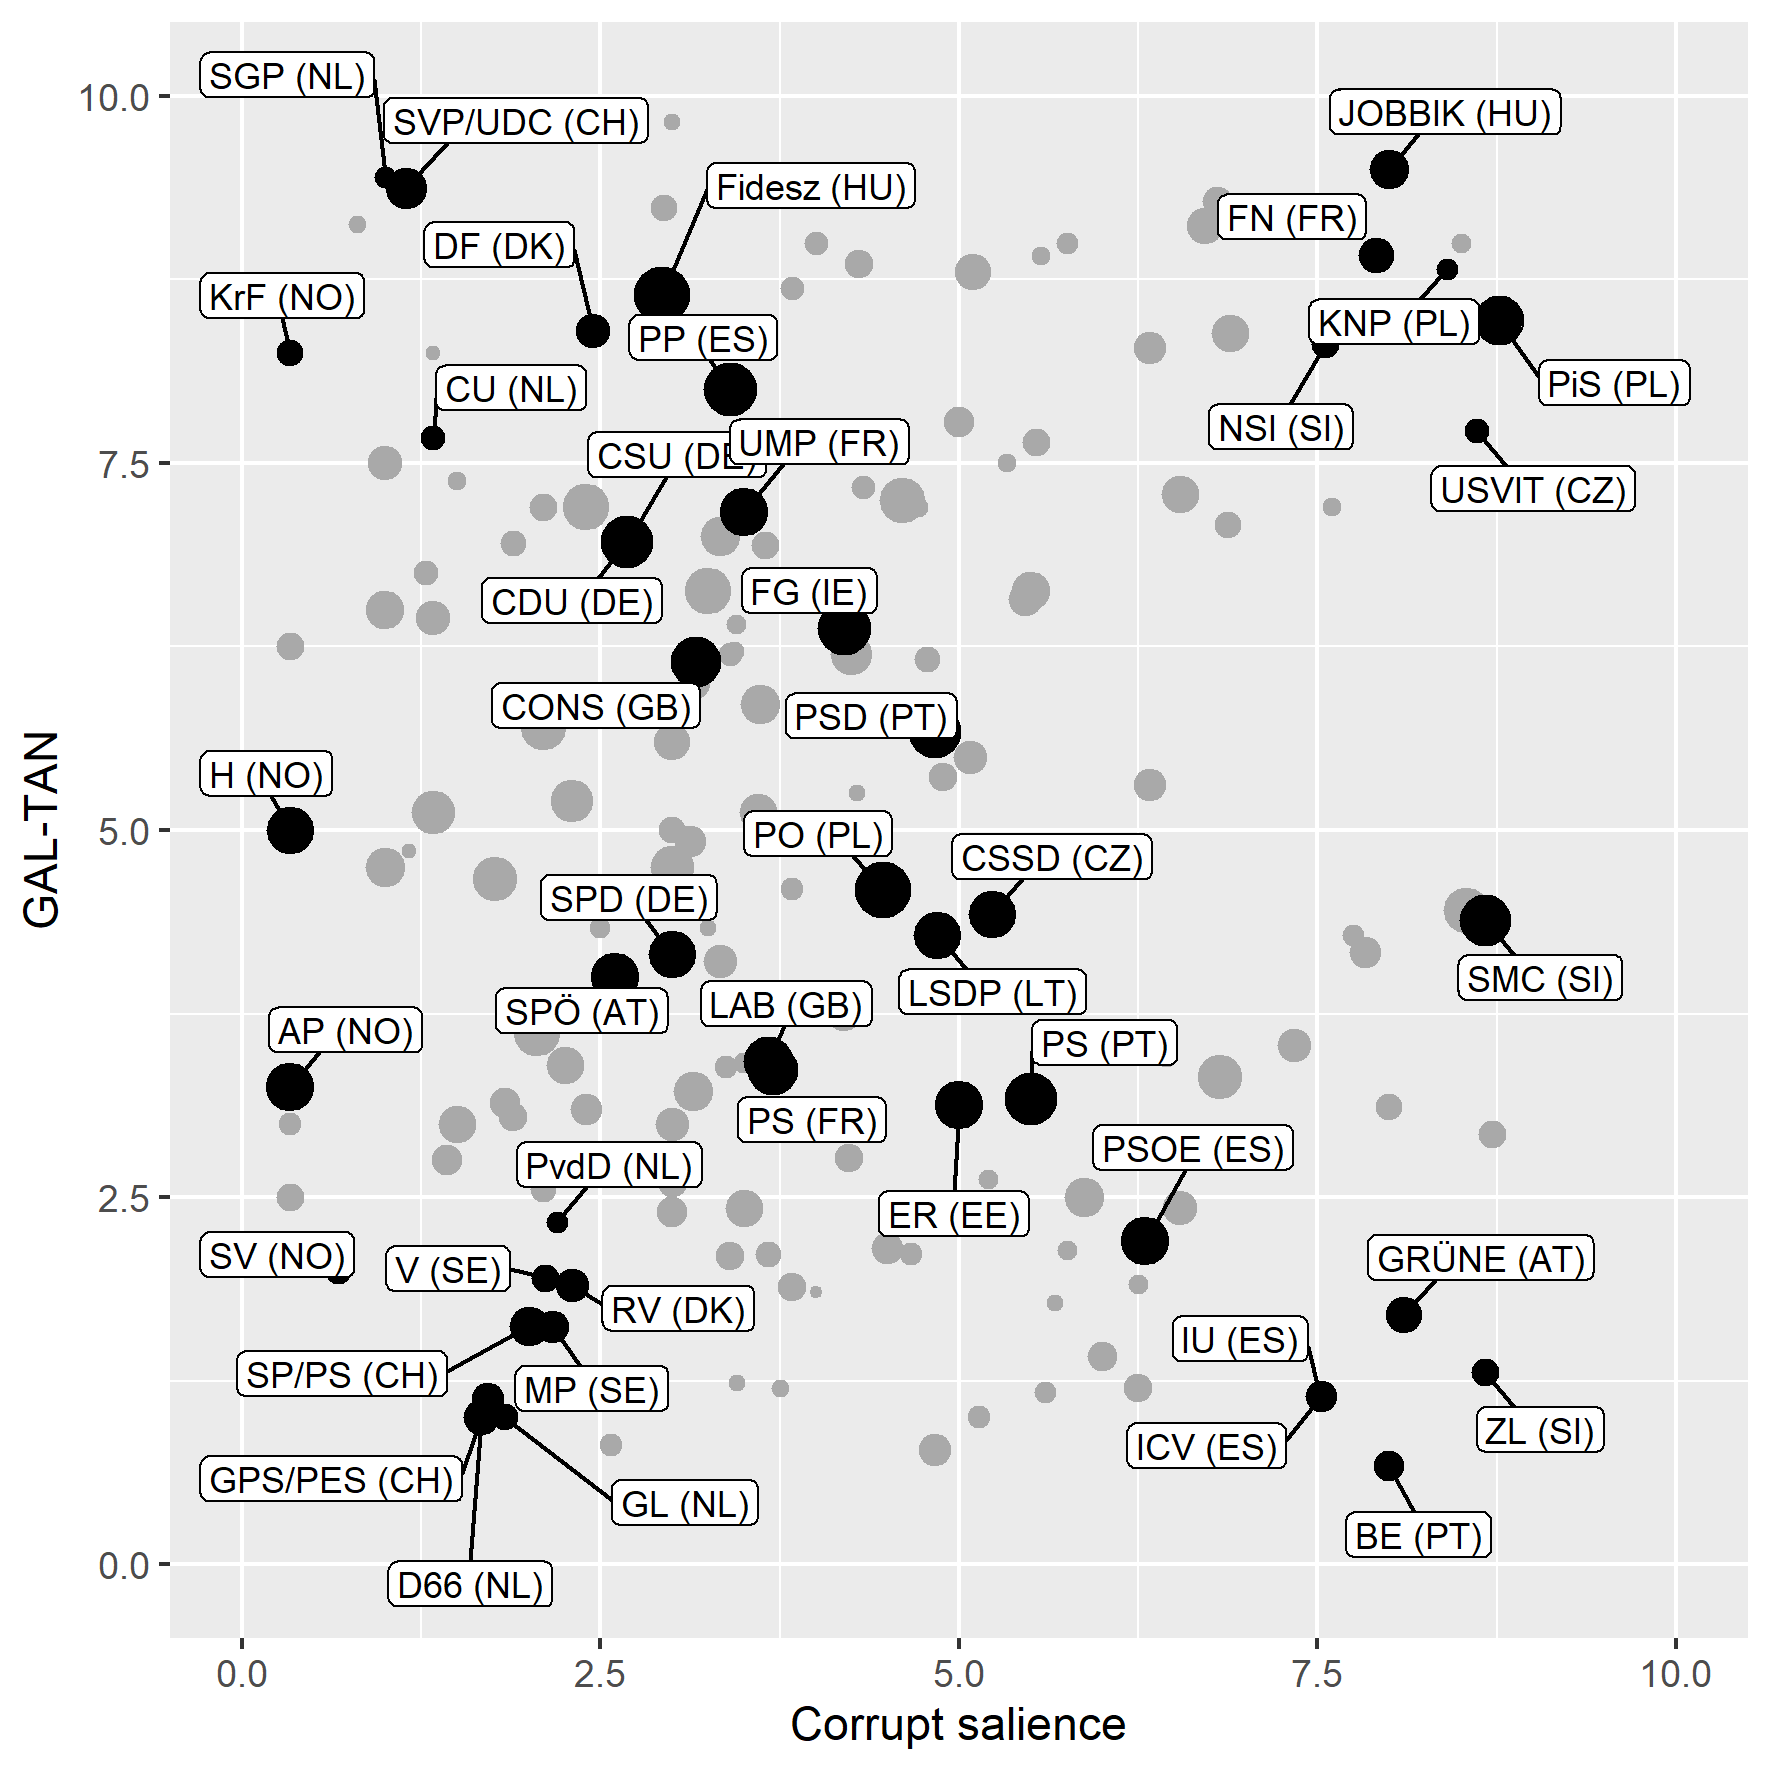 SGP (NL)
SVP/UDC (CH)
JOBBIK (HU)
10.0
Fidesz (HU)
FN (FR)
DF (DK)
KrF (NO)
KNP (PL)
PP (ES)
PiS (PL)
CU (NL)
NSI (SI)
UMP (FR)
CSU (DE)
7.5
USVIT (CZ)
FG (IE)
CDU (DE)
CONS (GB)
PSD (PT)
H (NO)
GAL-TAN
5.0
PO (PL)
CSSD (CZ)
SPD (DE)
SMC (SI)
LSDP (LT)
LAB (GB)
SPÖ (AT)
AP (NO)
PS (PT)
PS (FR)
PSOE (ES)
PvdD (NL)
2.5
ER (EE)
SV (NO)
V (SE)
GRÜNE (AT)
RV (DK)
IU (ES)
SP/PS (CH)
MP (SE)
ZL (SI)
ICV (ES)
GPS/PES (CH)
GL (NL)
BE (PT)
0.0
D66 (NL)
0.0
2.5
5.0
7.5
10.0
Corrupt salience